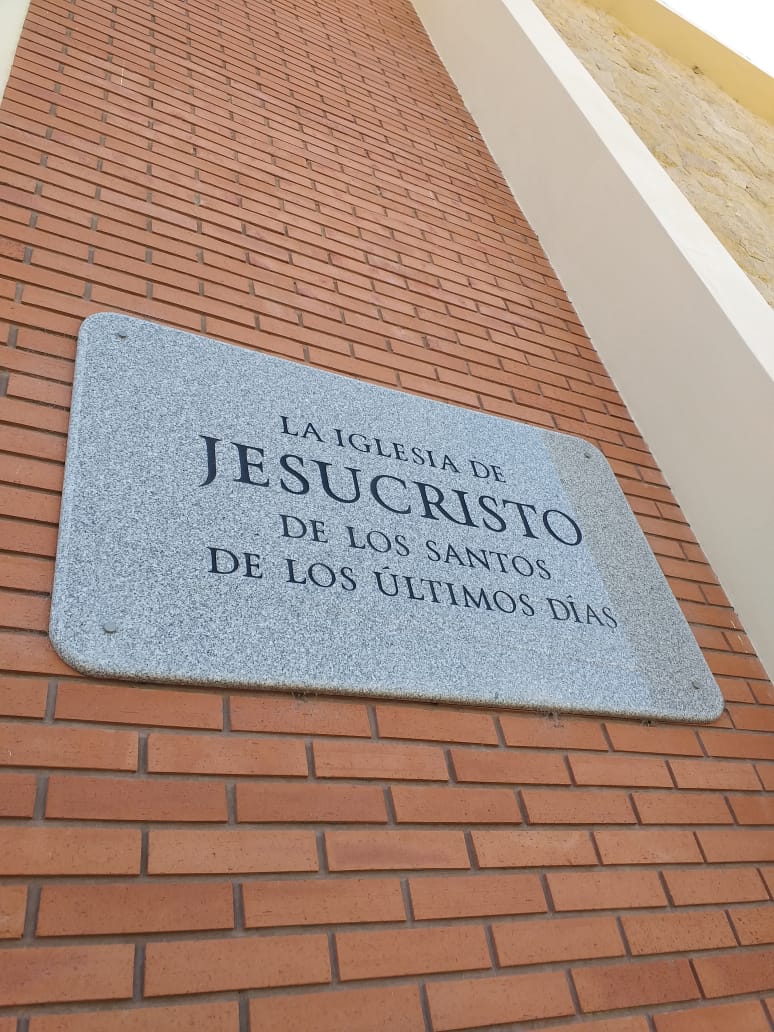 LA IGLESIA DE
JESUCRISTO
DE LOS SANTOS
DE LOS ÚLTIMOS DÍAS